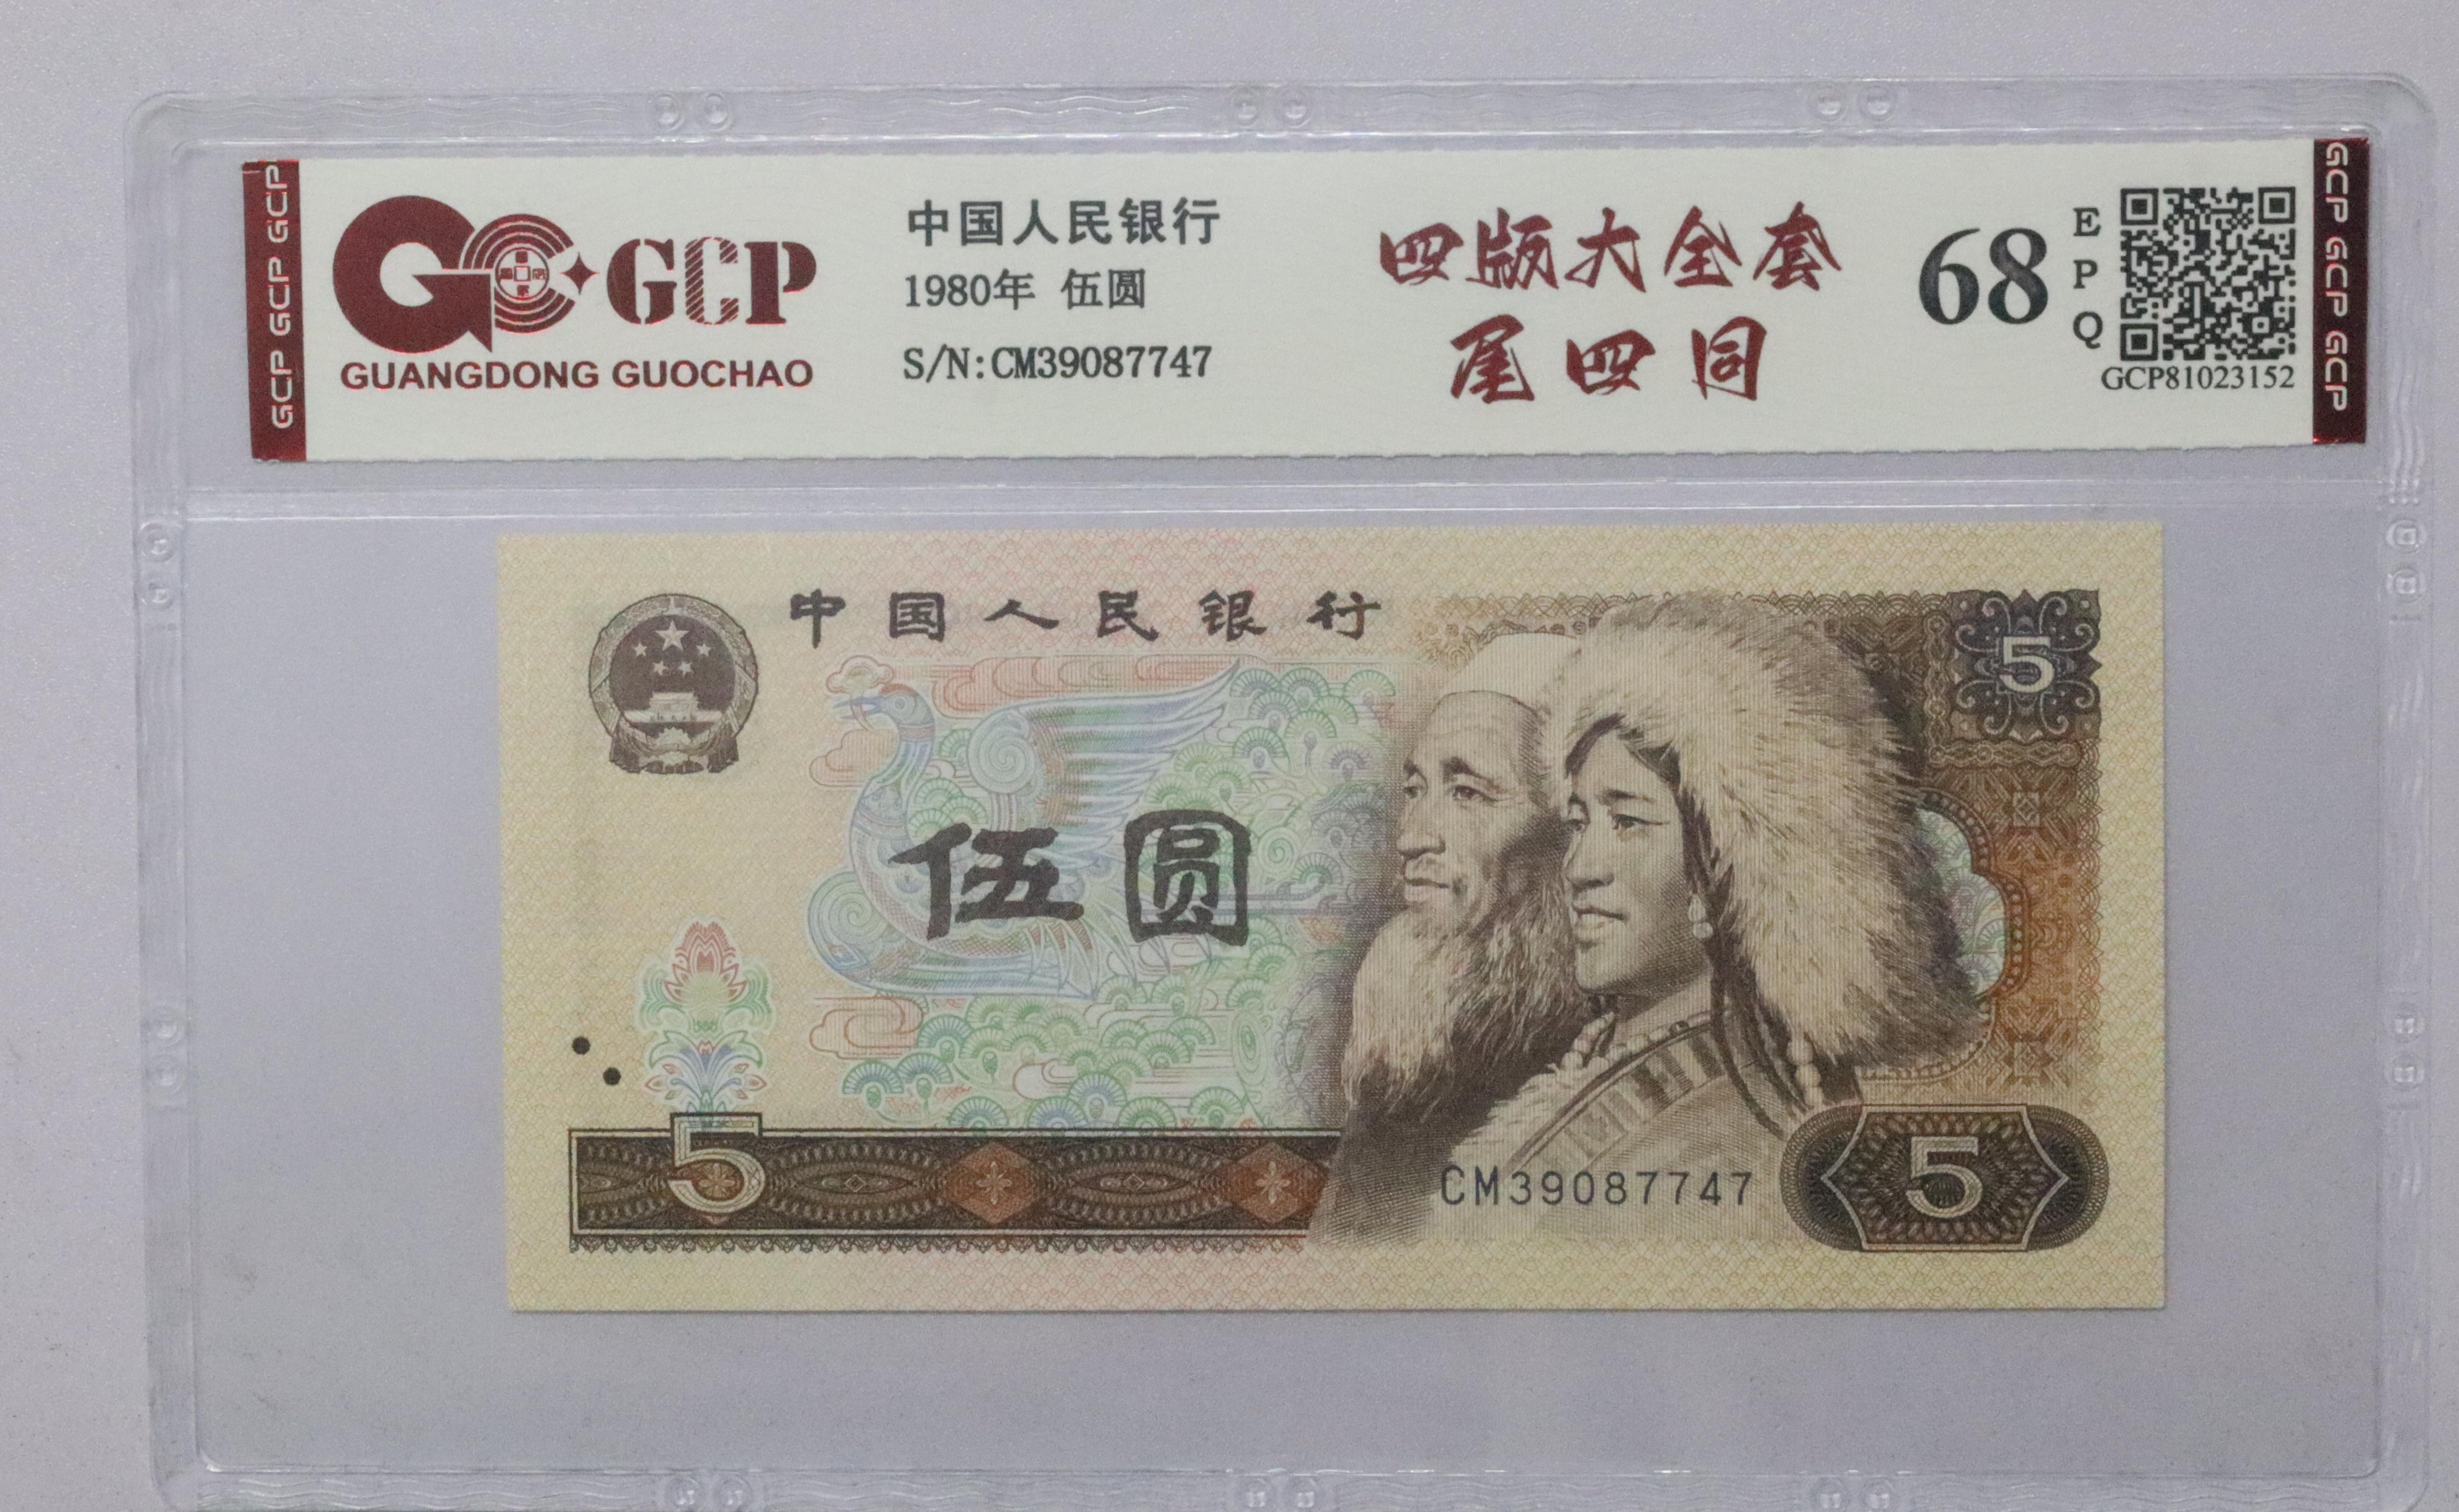 GCP GCP GCP
GCP
GUANGDONG GUOCHAO
中国人民银行
1980年 伍圆
S/N:CM39087747
四版大全套
尾四同
68
EPQ
GCP81023152
GCP GCP GCP
中国人民银行
5
伍圆
5
CM39087747
5